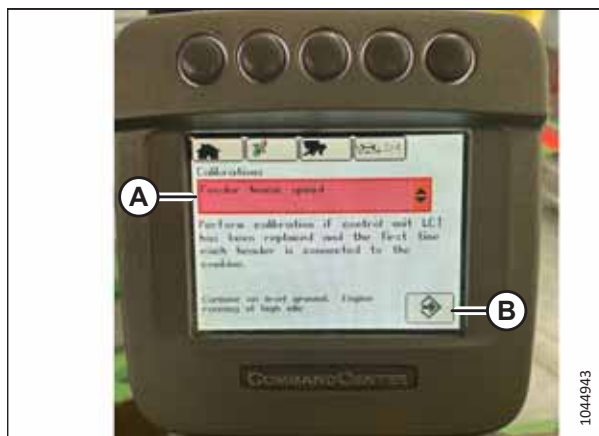 Calibrations
Feeder house speed
A
Perform calibration if control unit LC1
has been replaced and the first time
each header is connected to the
combine.
B
Combine on level ground. Engine
running at high idle
COMMANDCENTER
1044943